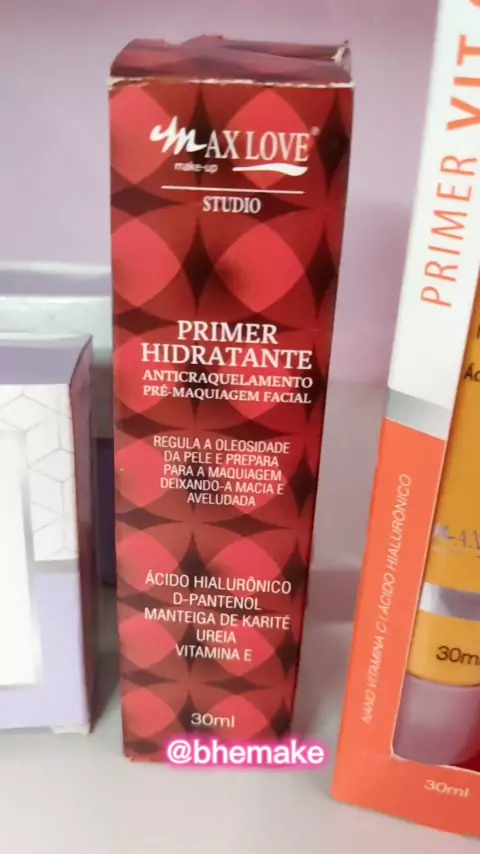 MAX LOVE®
make-up
STUDIO
PRIMER
HIDRATANTE
ANTICRAQUELAMENTO
PRÉ-MAQUIAGEM FACIAL
REGULA A OLEOSIDADE
DA PELE E PREPARA
PARA A MAQUIAGEM
DEIXANDO-A MACIA E
AVELUDADA
ÁCIDO HIALURÔNICO
D-PANTENOL
MANTEIGA DE KARITÉ
UREIA
VITAMINA E
30ml
@bhemake
PRIMER VIT
NANO VITAMINA C / ÁCIDO HIALURÔNICO
30ml